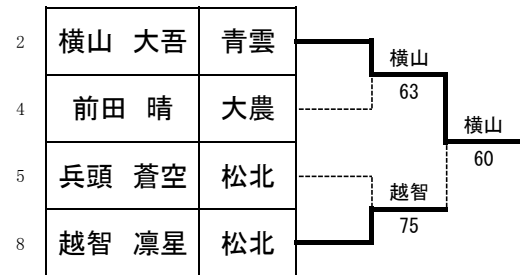 2 横山 大吾 青雲
横山
63
4 前田 晴 大農
横山
60
5 兵頭 蒼空 松北
越智
75
8 越智 凛星 松北